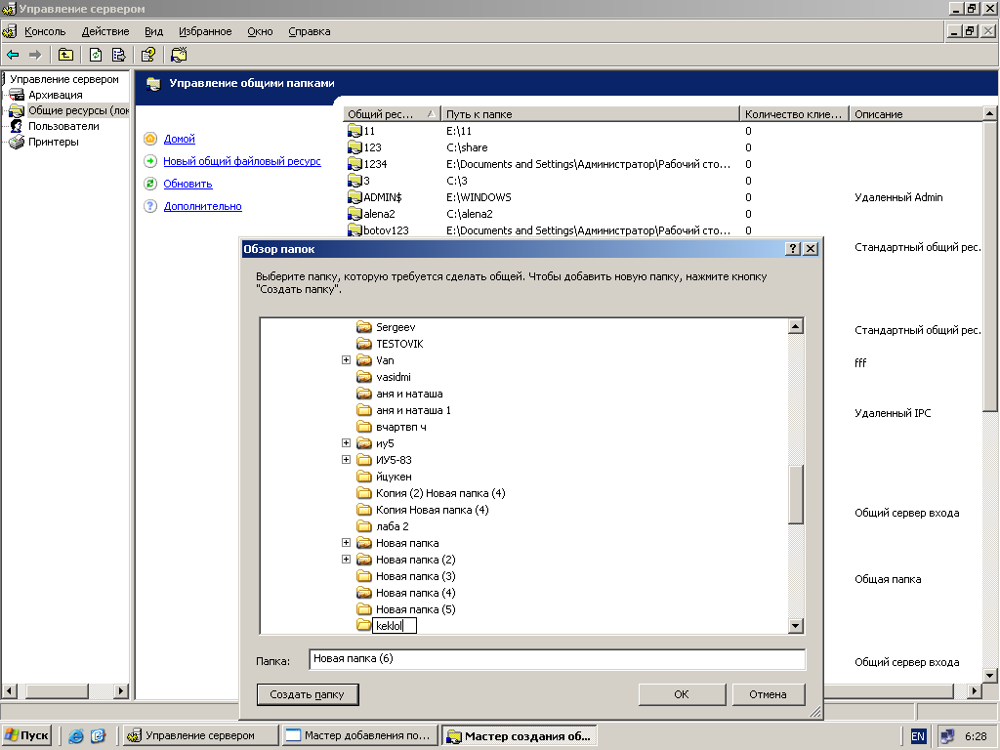 Управление сервером
Консоль Действие Вид Избранное Окно Справка
Управление сервером
Архивация
Общие ресурсы (лок
Пользователи
Принтеры
Управление общими папками
Домой
Новый общий файловый ресурс
Обновить
Дополнительно
Общий рес... Путь к папке Количество клие... Описание
11 E:\11 0
123 C:\share 0
1234 E:\Documents and Settings\Администратор\Рабочий сто... 0
3 C:\3 0
ADMIN$ E:\WINDOWS 0 Удаленный Admin
alena2 C:\alena2 0
botov123 E:\Documents and Settings\Администратор\Рабочий сто... 0
Стандартный общий рес.
Стандартный общий рес.
fff
Удаленный IPC
Общий сервер входа
Общая папка
Общий сервер входа
Обзор папок
Выберите папку, которую требуется сделать общей. Чтобы добавить новую папку, нажмите кнопку
"Создать папку".
Sergeev
TESTOVIK
Van
vasidmi
аня и наташа
аня и наташа 1
вчартвп ч
иу5
ИУ5-83
йцукен
Копия (2) Новая папка (4)
Копия Новая папка (4)
лаба 2
Новая папка
Новая папка (2)
Новая папка (3)
Новая папка (4)
Новая папка (5)
keklol
Папка: Новая папка (6)
Создать папку OK Отмена
Пуск Управление сервером Мастер добавления по... Мастер создания об... EN 6:28